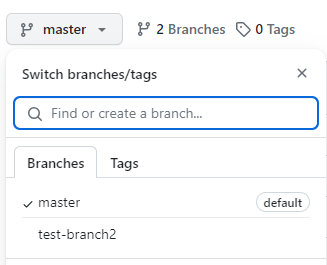 master 2 Branches 0 Tags
Switch branches/tags
Find or create a branch...
Branches Tags
master default
test-branch2